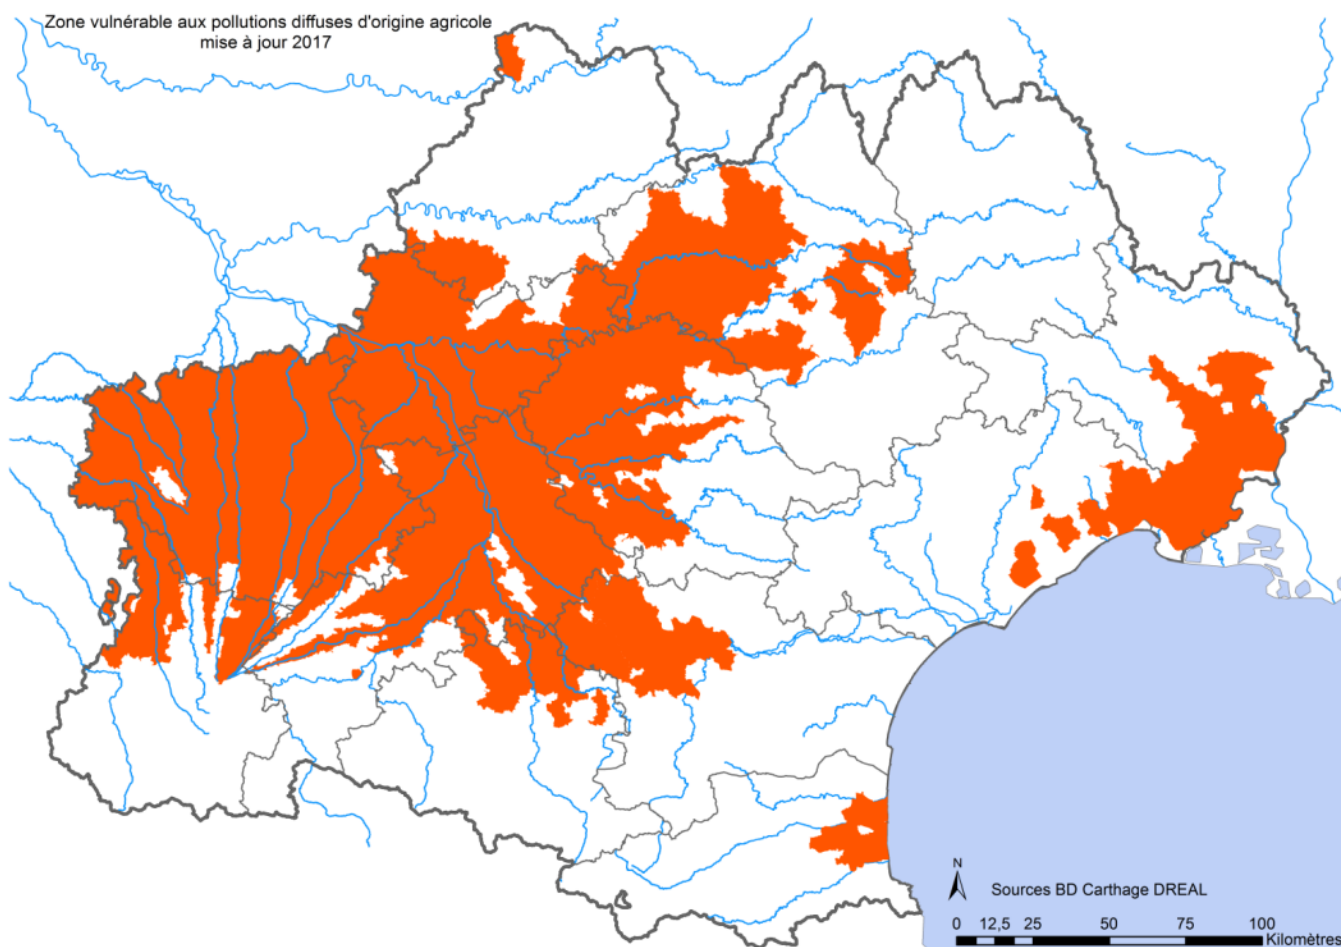 Zone vulnérable aux pollutions diffuses d'origine agricole
mise à jour 2017
N
Sources BD Carthage DREAL
0 12,5 25 50 75 100
Kilomètres